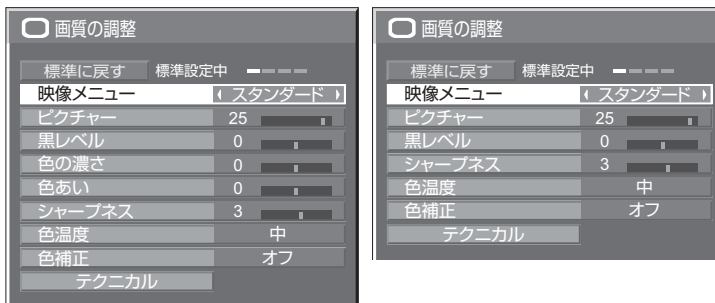 画質の調整
標準に戻す 標準設定中
映像メニュー スタンダード
ピクチャー 25
黒レベル 0
色の濃さ 0
色あい 0
シャープネス 3
色温度 中
色補正 オフ
テクニカル
画質の調整
標準に戻す 標準設定中
映像メニュー スタンダード
ピクチャー 25
黒レベル 0
シャープネス 3
色温度 中
色補正 オフ
テクニカル